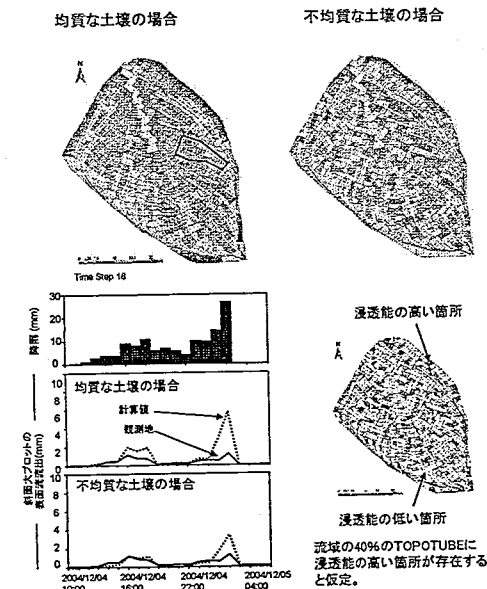 均質な土壌の場合
不均質な土壌の場合
N
Time Step 18
降雨 (mm)
30
20
10
0
均質な土壌の場合
計算値
観測地
10
8
6
4
2
0
斜面大プロットの
表面流流出(mm)
不均質な土壌の場合
10
8
6
4
2
0
2004/12/04
10:00
2004/12/04
16:00
2004/12/04
22:00
2004/12/05
04:00
浸透能の高い箇所
N
浸透能の低い箇所
流域の40%のTOPOTUBEに
浸透能の高い箇所が存在する
と仮定。